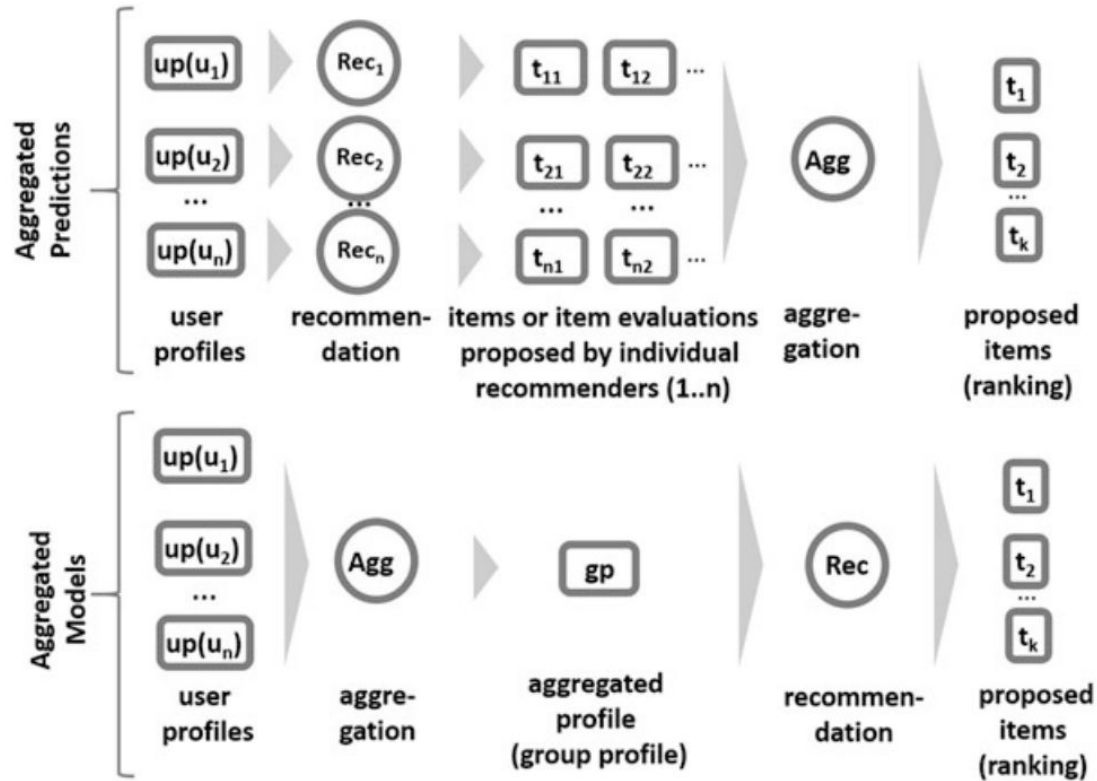 Aggregated
Predictions
up(u1) Rec1 t11 t12 ...
up(u2) Rec2 t21 t22 ...
... ... ... ...
up(un) Recn tn1 tn2 ...
Agg
t1
t2
...
tk
user
profiles
recommen-
dation
items or item evaluations
proposed by individual
recommenders (1..n)
aggre-
gation
proposed
items
(ranking)
Aggregated
Models
up(u1)
up(u2)
...
up(un)
Agg
gp
Rec
t1
t2
...
tk
user
profiles
aggre-
gation
aggregated
profile
(group profile)
recommen-
dation
proposed
items
(ranking)